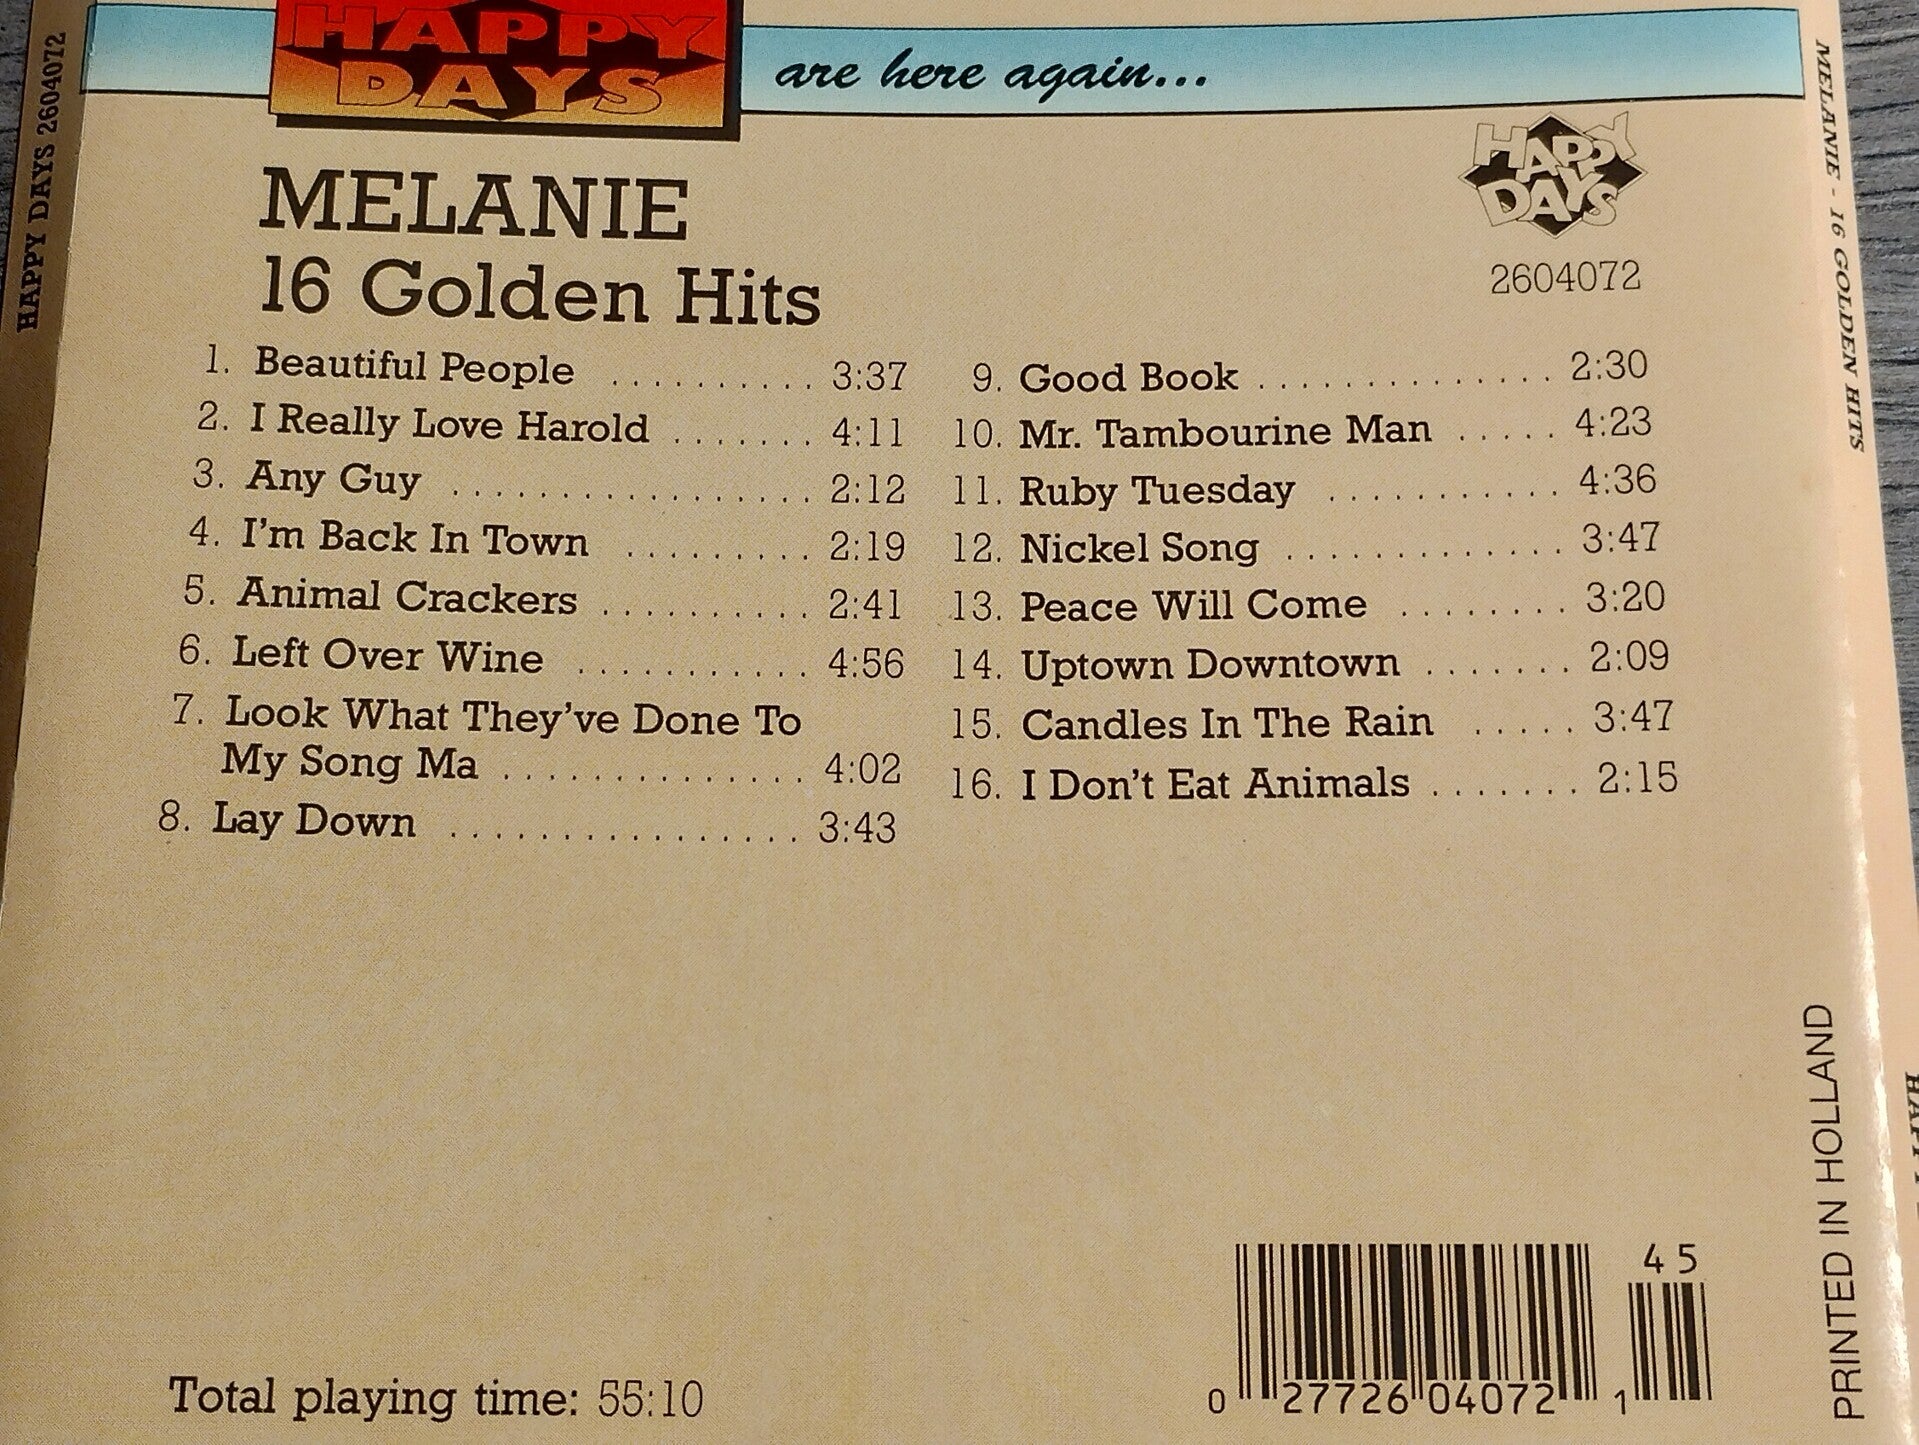 HAPPY
DAYS
are here again...
HAPPY DAYS 2604072
MELANIE
16 Golden Hits
HAPPY
DAYS
2604072
1. Beautiful People .......... 3:37
2. I Really Love Harold ....... 4:11
3. Any Guy ................. 2:12
4. I'm Back In Town ......... 2:19
5. Animal Crackers .......... 2:41
6. Left Over Wine ........... 4:56
7. Look What They've Done To
My Song Ma .............. 4:02
8. Lay Down ................ 3:43
9. Good Book .............. 2:30
10. Mr. Tambourine Man ..... 4:23
11. Ruby Tuesday ........... 4:36
12. Nickel Song ............. 3:47
13. Peace Will Come ........ 3:20
14. Uptown Downtown ....... 2:09
15. Candles In The Rain ..... 3:47
16. I Don't Eat Animals ....... 2:15
Total playing time: 55:10
45
0 27726 04072 1
MELANIE - 16 GOLDEN HITS
PRINTED IN HOLLAND